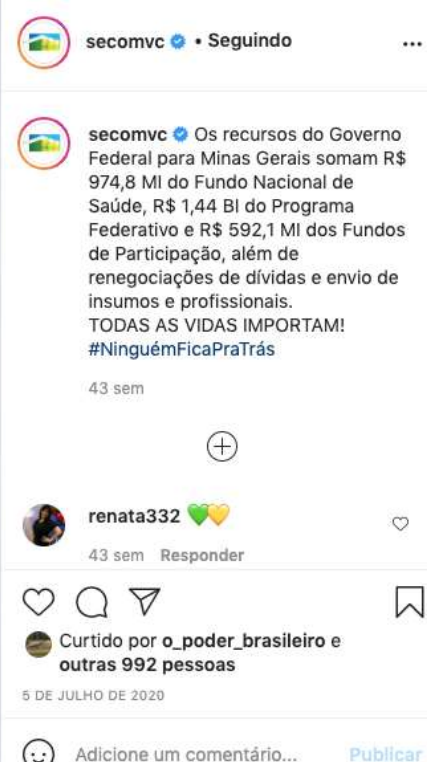 secomvc • Seguindo
secomvc Os recursos do Governo
Federal para Minas Gerais somam R$
974,8 MI do Fundo Nacional de
Saúde, R$ 1,44 BI do Programa
Federativo e R$ 592,1 MI dos Fundos
de Participação, além de
renegociações de dívidas e envio de
insumos e profissionais.
TODAS AS VIDAS IMPORTAM!
#NinguémFicaPraTrás
43 sem
renata332 💚💛
43 sem Responder
Curtido por o_poder_brasileiro e
outras 992 pessoas
5 DE JULHO DE 2020
Adicione um comentário... Publicar